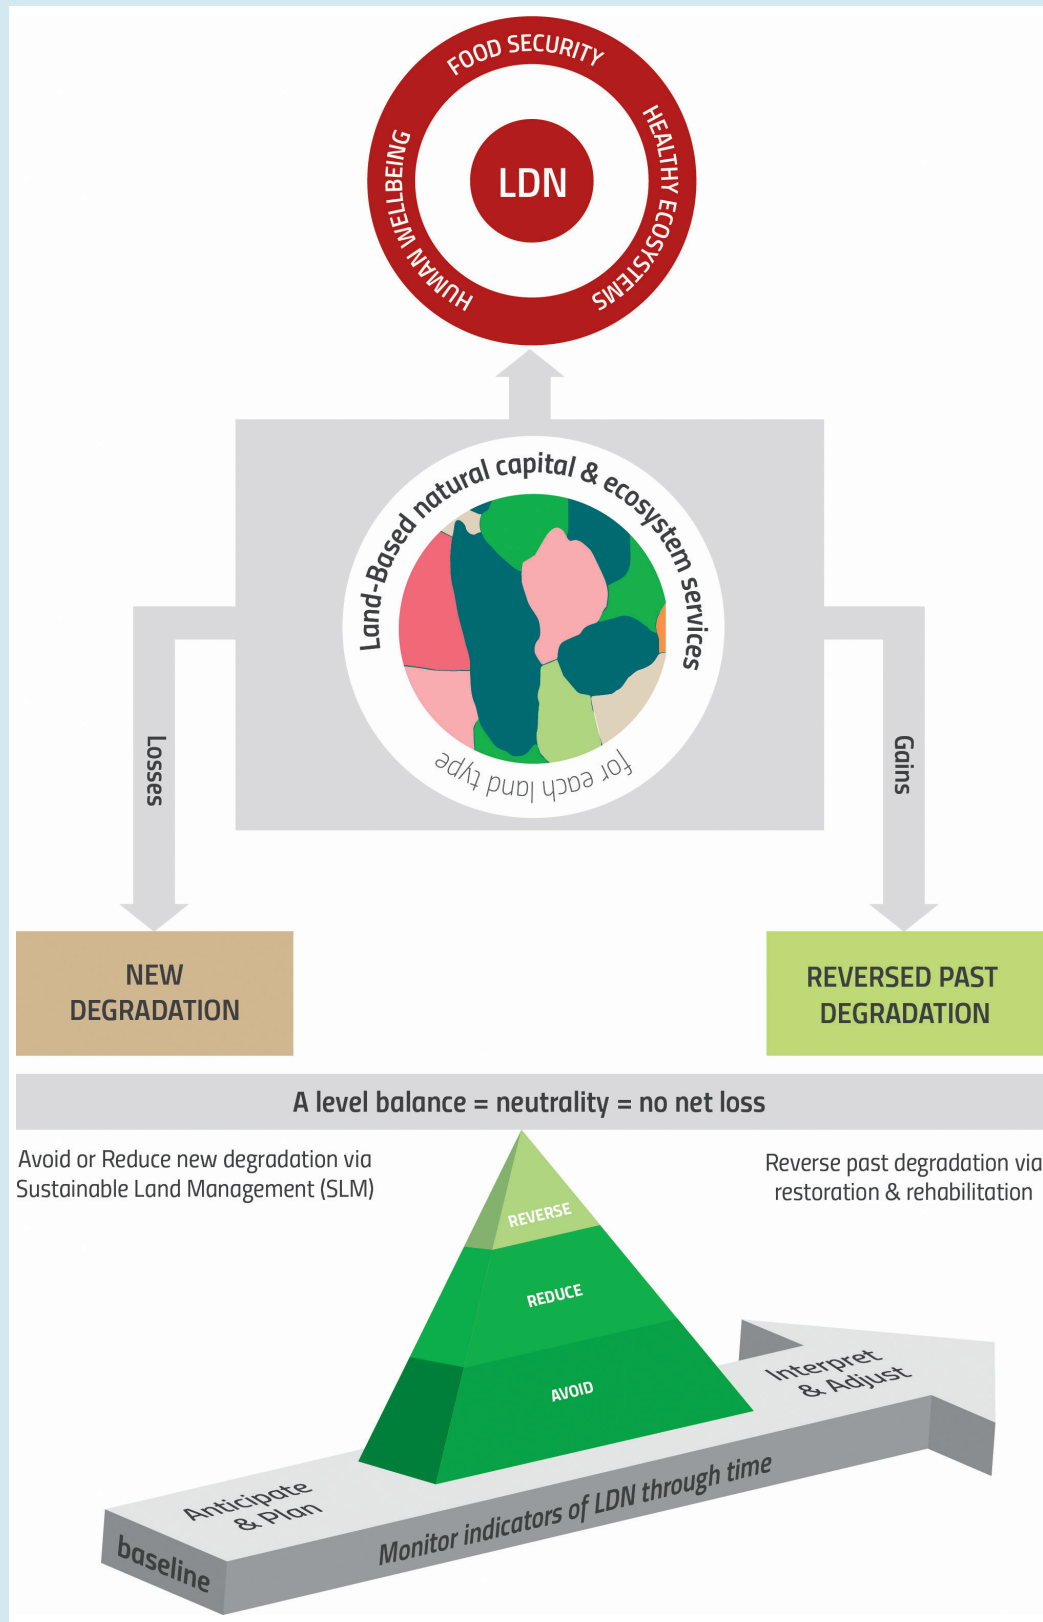 FOOD SECURITY
HUMAN WELLBEING
HEALTHY ECOSYSTEMS
LDN
Land-Based natural capital & ecosystem services
for each land type
Losses
Gains
NEW
DEGRADATION
REVERSED PAST
DEGRADATION
A level balance = neutrality = no net loss
Avoid or Reduce new degradation via
Sustainable Land Management (SLM)
Reverse past degradation via
restoration & rehabilitation
REVERSE
REDUCE
AVOID
Interpret
& Adjust
Anticipate
& Plan
Monitor indicators of LDN through time
baseline